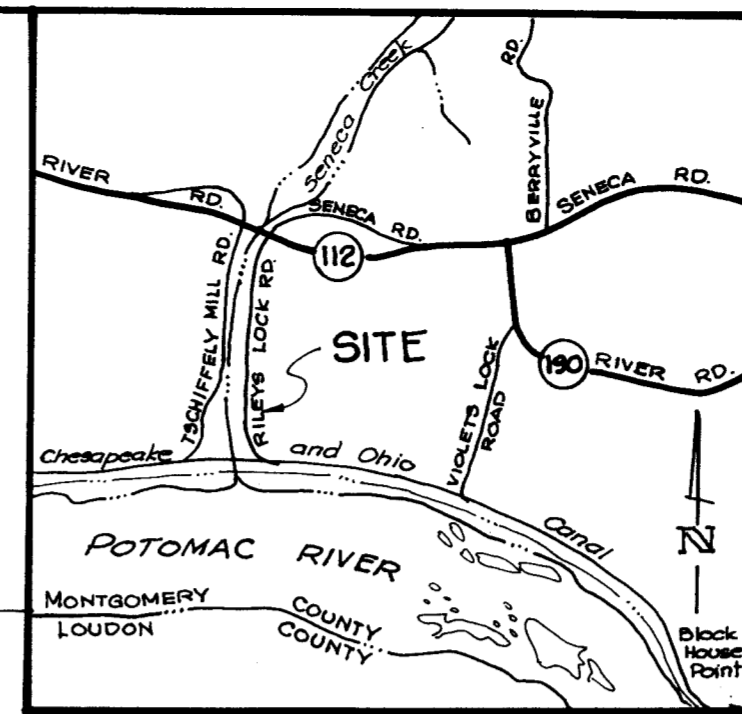 Seneca Creek
RD.
BERRYVILLE
RIVER
RD.
SENECA
RD.
SENECA
RD.
112
TSCHIFFELY MILL RD.
RILEYS LOCK RD.
SITE
VIOLETS LOCK
ROAD
190
RIVER
RD.
Chesapeake
and Ohio
Canal
N
POTOMAC RIVER
MONTGOMERY
COUNTY
LOUDON
COUNTY
Block
House
Point